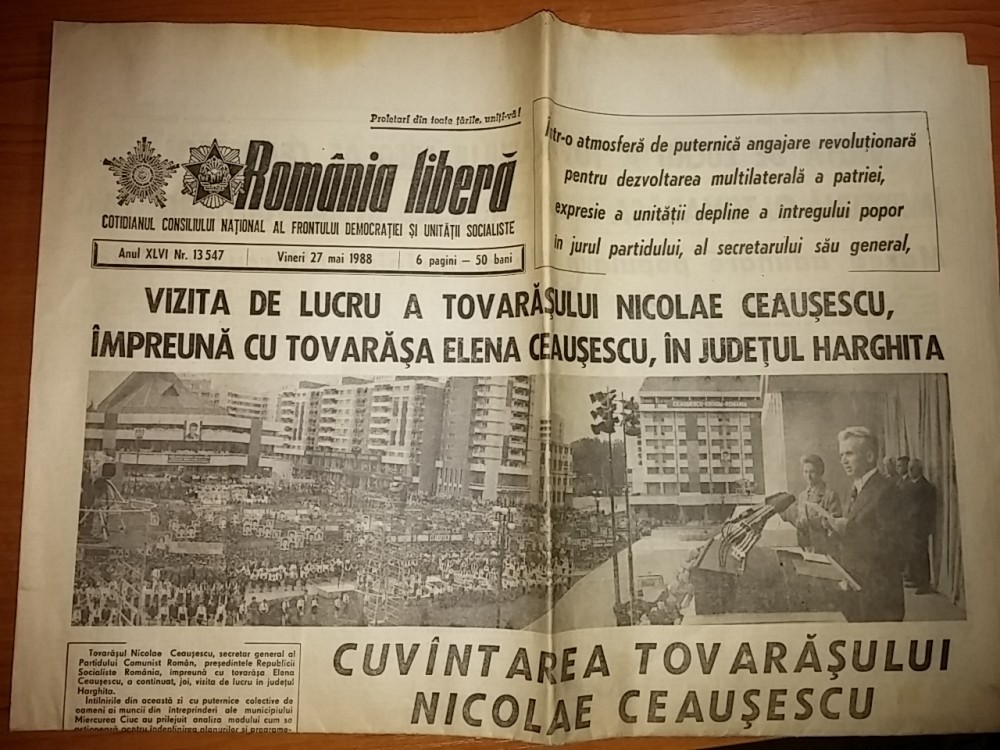 Proletari din toate țările, uniți-vă!
România liberă
COTIDIANUL CONSILIULUI NAȚIONAL AL FRONTULUI DEMOCRAȚIEI ȘI UNITĂȚII SOCIALISTE
Anul XLVI Nr. 13 547
Vineri 27 mai 1988
6 pagini — 50 bani
Într-o atmosferă de puternică angajare revoluționară
pentru dezvoltarea multilaterală a patriei,
expresie a unității depline a întregului popor
în jurul partidului, al secretarului său general,
VIZITA DE LUCRU A TOVARĂȘULUI NICOLAE CEAUȘESCU,
ÎMPREUNĂ CU TOVARĂȘA ELENA CEAUȘESCU, ÎN JUDEȚUL HARGHITA
Tovarășul Nicolae Ceaușescu, secretar general al
Partidului Comunist Român, președintele Republicii
Socialiste România, împreună cu tovarășa Elena
Ceaușescu, a continuat, joi, vizita de lucru în județul
Harghita.
Întîlnirile din această zi cu puternice colective de
oameni ai muncii din întreprinderi ale municipiului
Miercurea Ciuc au prilejuit analiza modului cum se
acționează pentru îndeplinirea planurilor și programe-
CUVÎNTAREA TOVARĂȘULUI
NICOLAE CEAUȘESCU